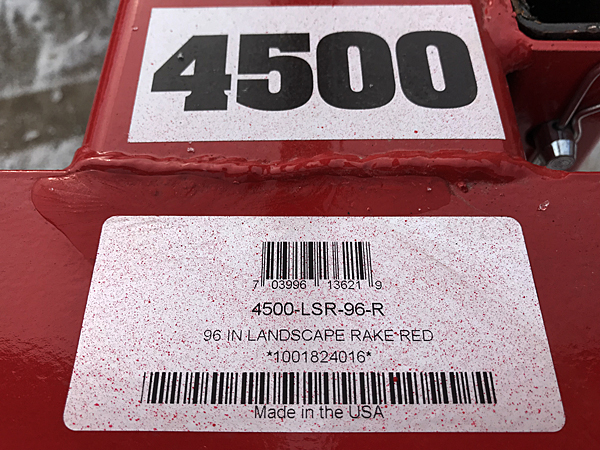 4500
7 03996 13621 9
4500-LSR-96-R
96 IN LANDSCAPE RAKE RED
*1001824016*
Made in the USA